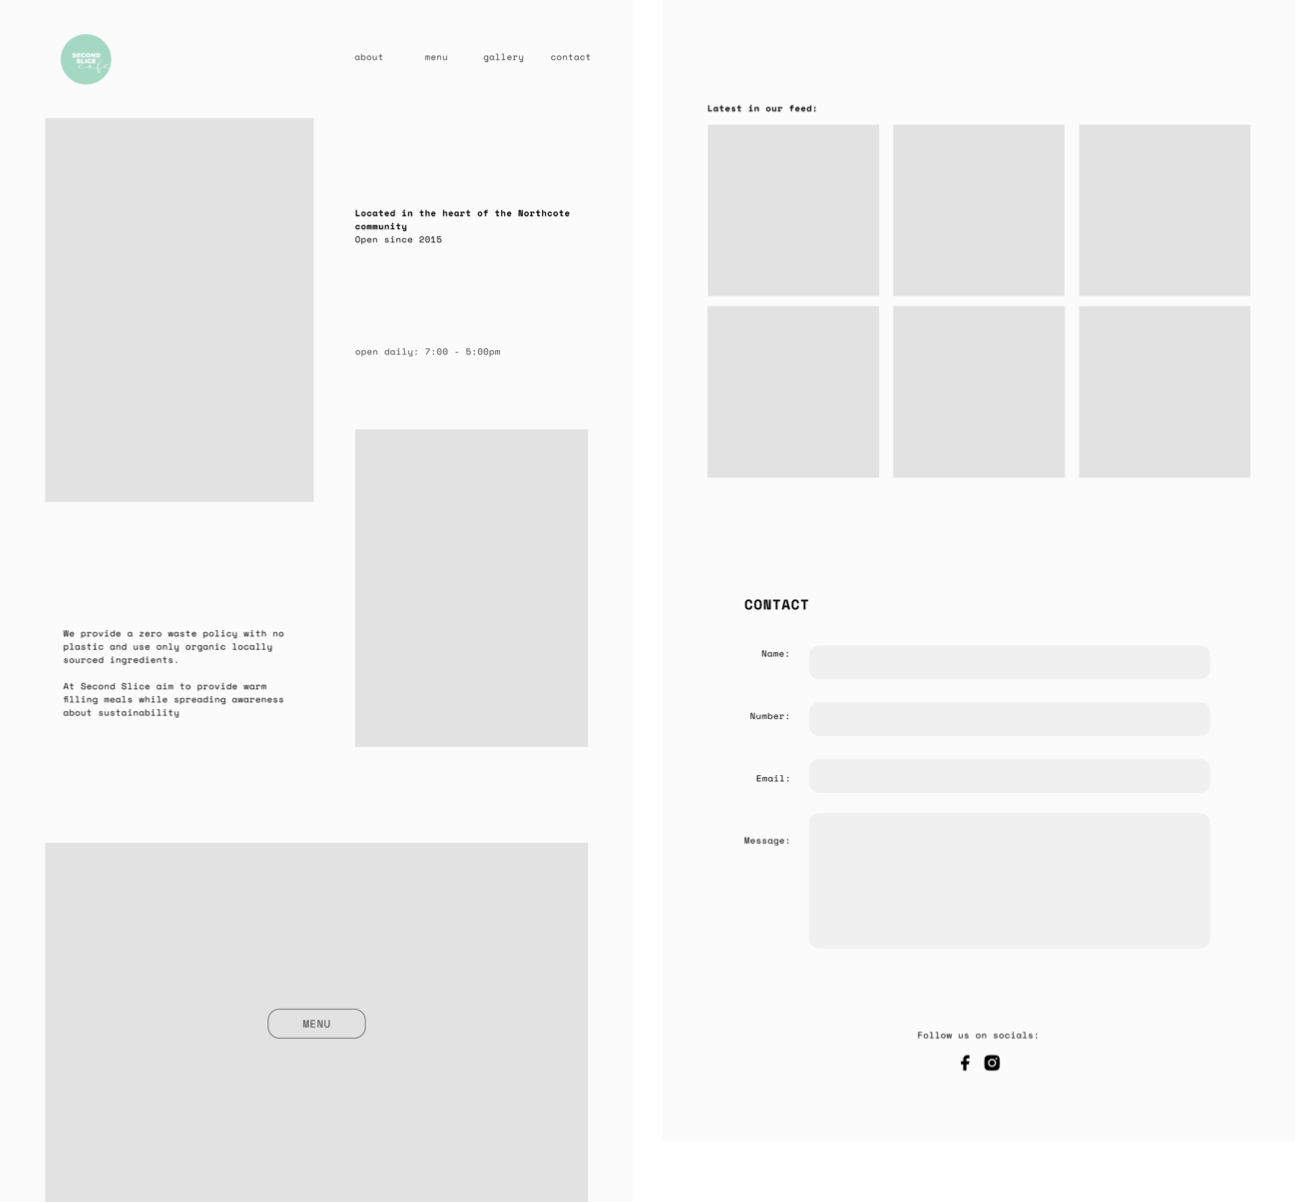 SECOND
SLICE
cafe
about menu gallery contact
Located in the heart of the Northcote
community
Open since 2015
open daily: 7:00 - 5:00pm
We provide a zero waste policy with no
plastic and use only organic locally
sourced ingredients.
At Second Slice aim to provide warm
filling meals while spreading awareness
about sustainability
MENU
Latest in our feed:
CONTACT
Name:
Number:
Email:
Message:
Follow us on socials: